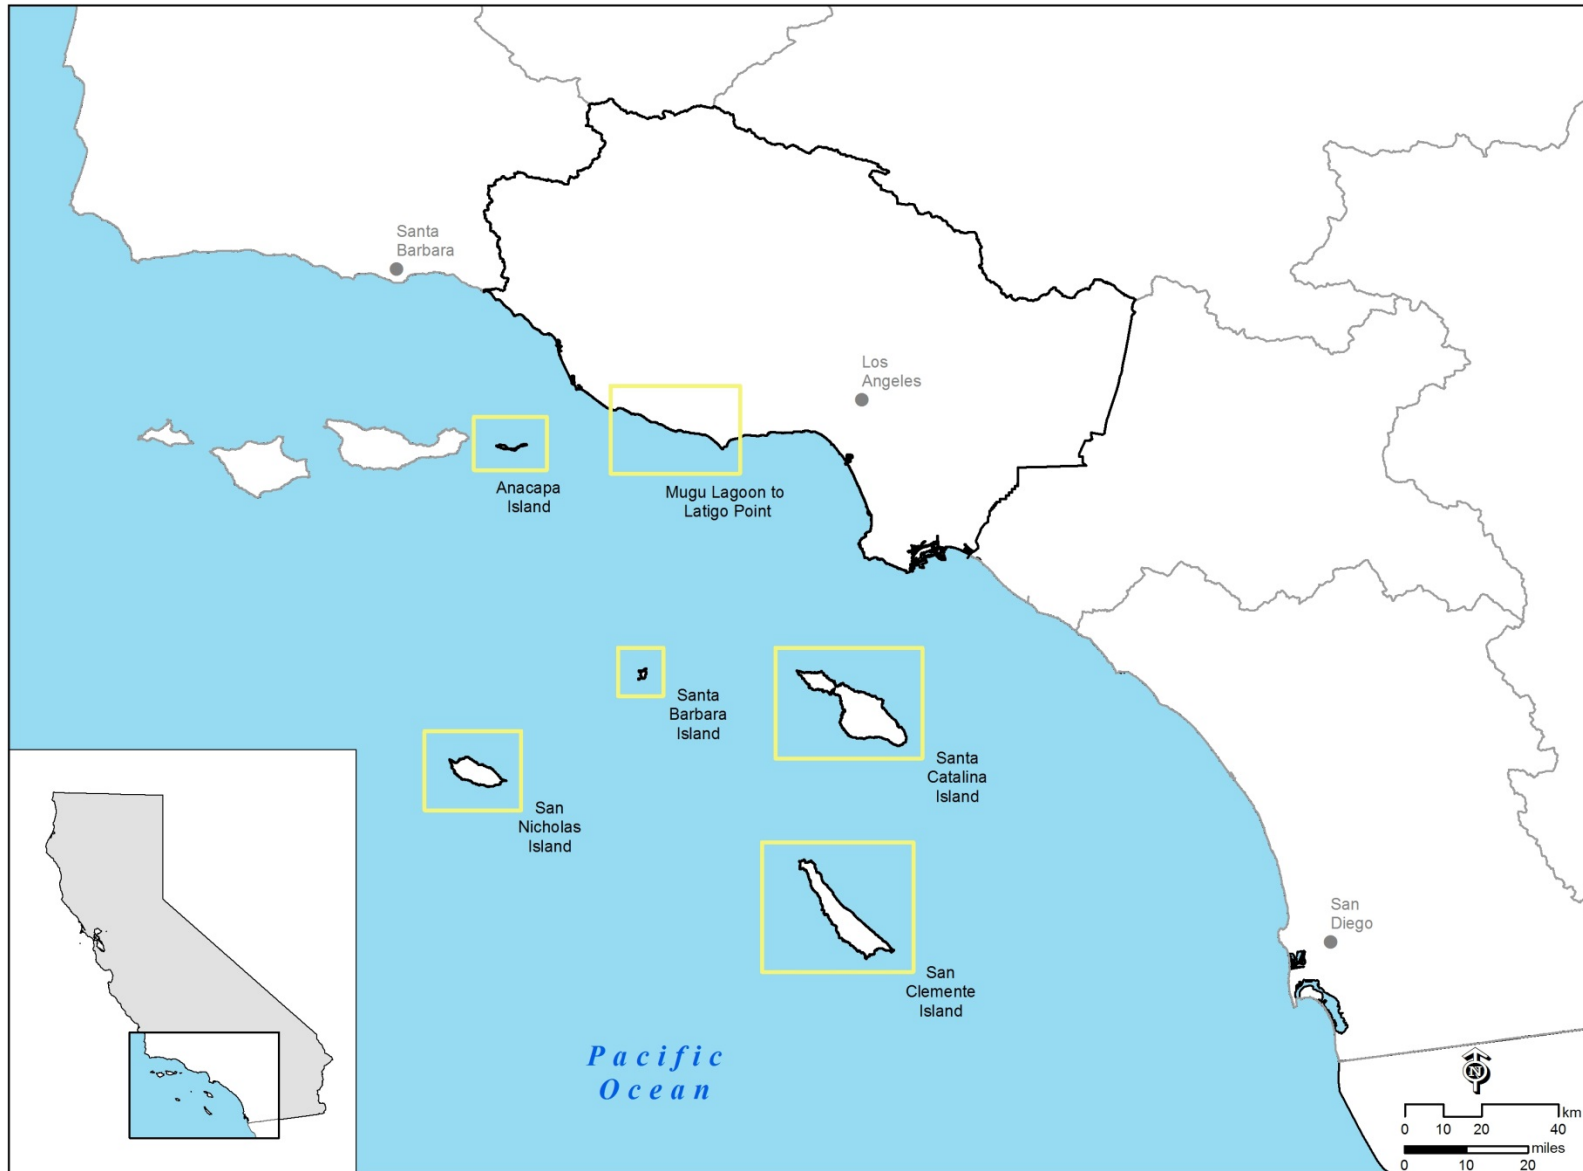 Santa
Barbara
Los
Angeles
Anacapa
Island
Mugu Lagoon to
Latigo Point
Santa
Barbara
Island
Santa
Catalina
Island
San
Nicholas
Island
San
Clemente
Island
San
Diego
Pacific
Ocean
N
km
0 10 20 40
miles
0 10 20